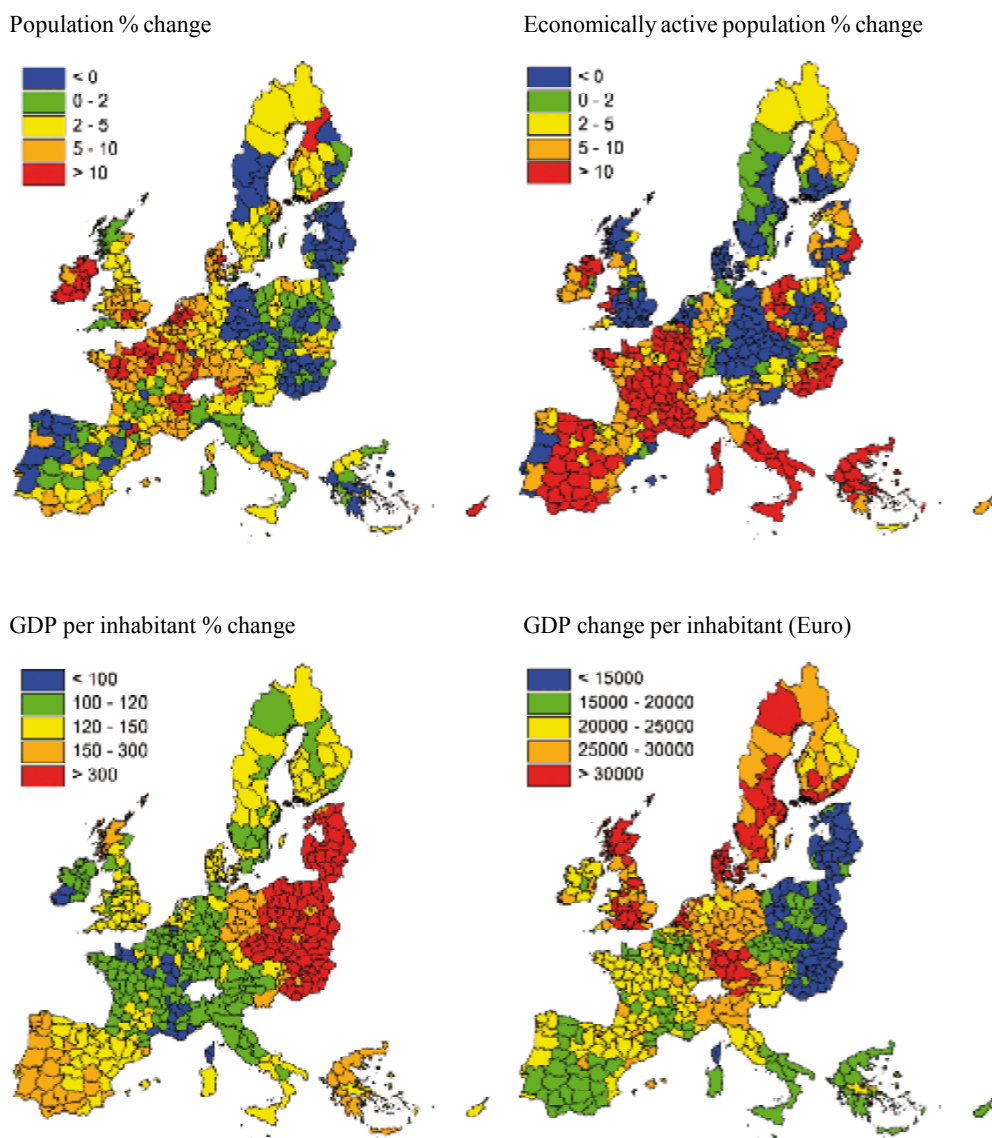 Population % change
< 0
0 - 2
2 - 5
5 - 10
> 10
Economically active population % change
< 0
0 - 2
2 - 5
5 - 10
> 10
GDP per inhabitant % change
< 100
100 - 120
120 - 150
150 - 300
> 300
GDP change per inhabitant (Euro)
< 15000
15000 - 20000
20000 - 25000
25000 - 30000
> 30000